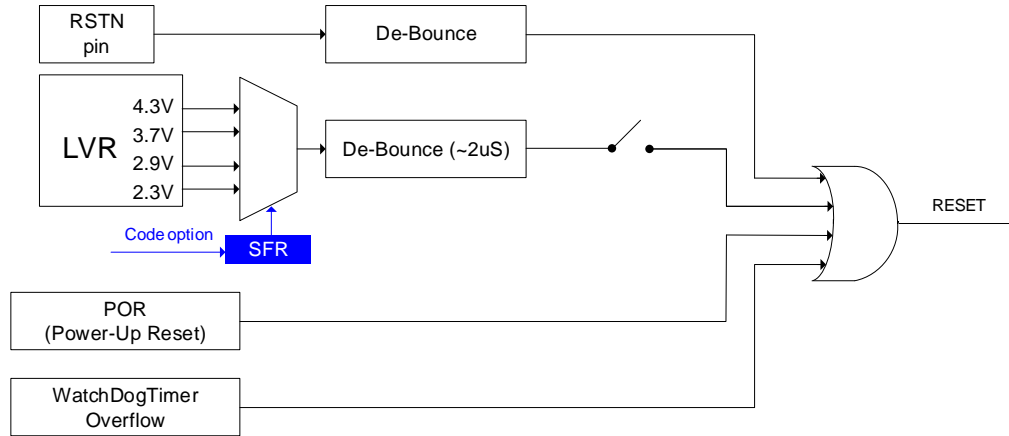 RSTN
pin
De-Bounce
LVR
4.3V
3.7V
2.9V
2.3V
De-Bounce (~2uS)
RESET
Code option
SFR
POR
(Power-Up Reset)
WatchDogTimer
Overflow